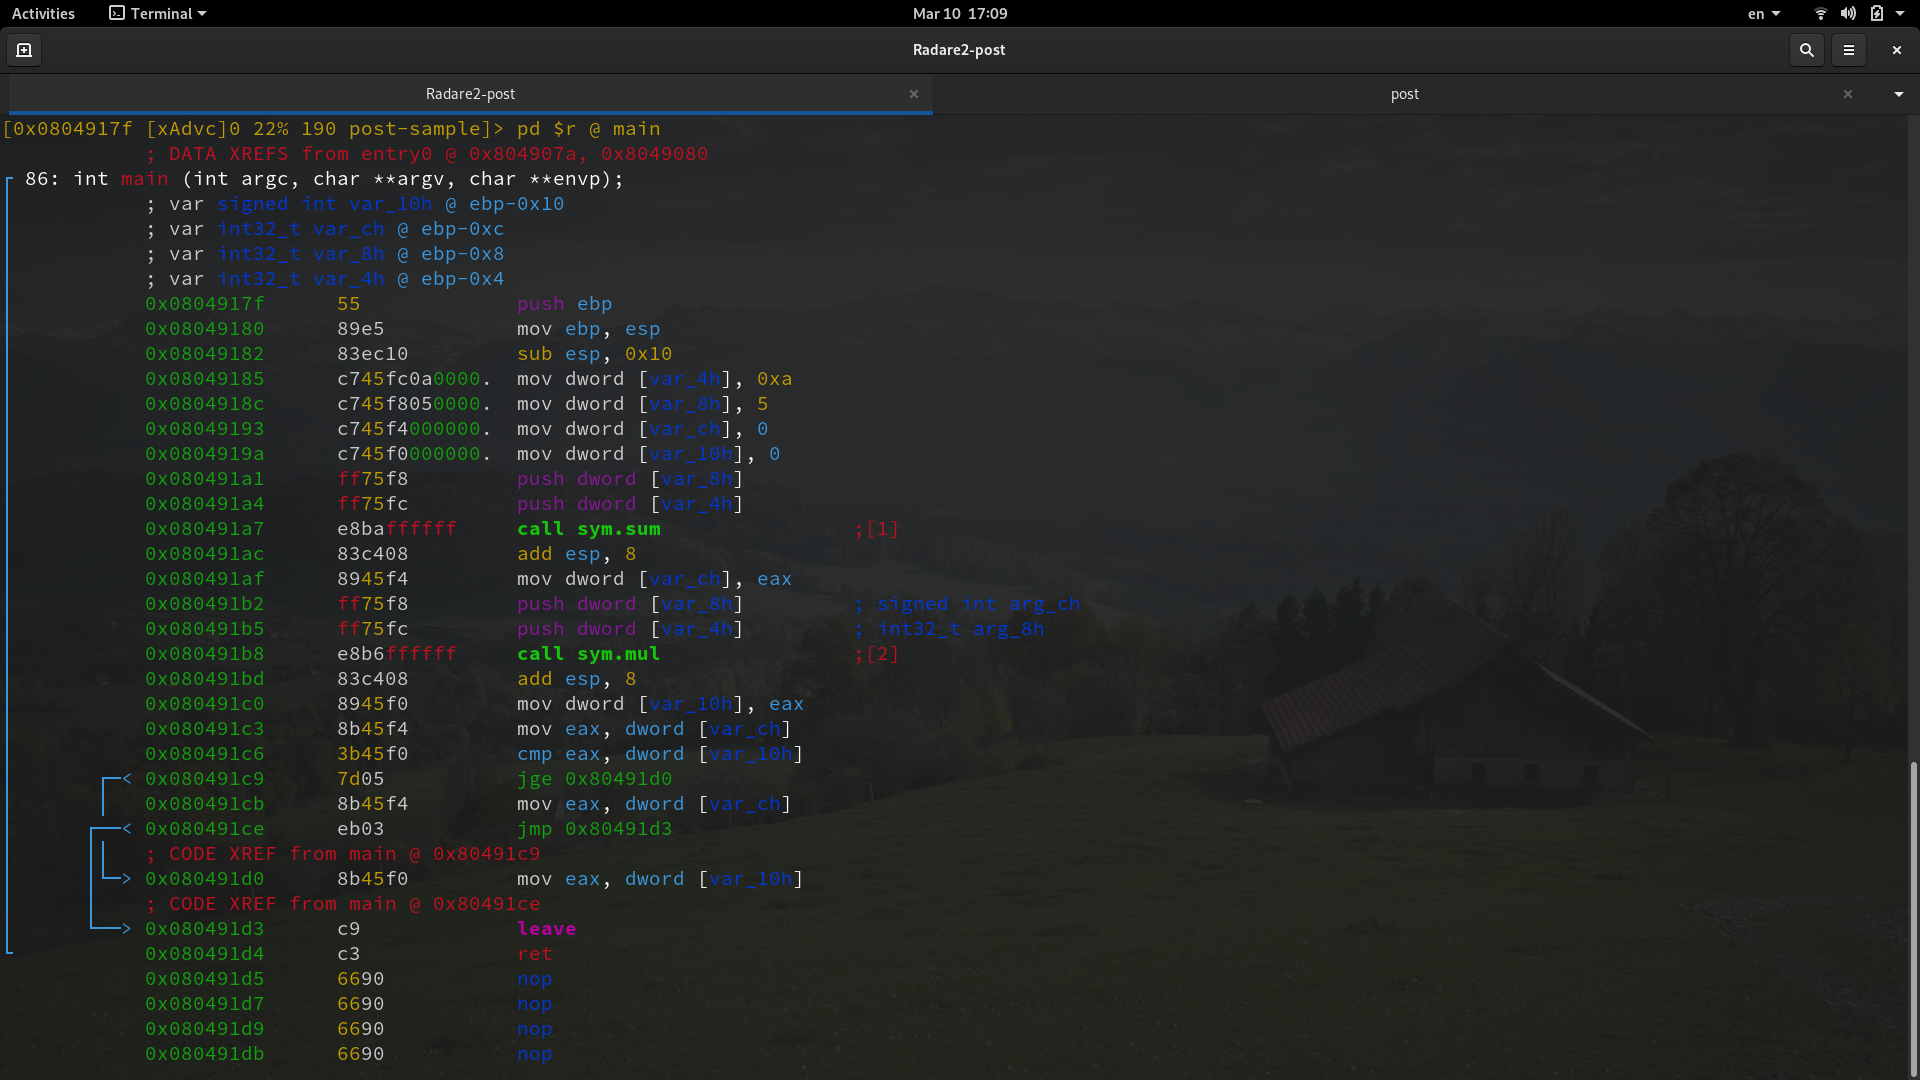 Activities Terminal Mar 10 17:09 en
Radare2-post
Radare2-post post
[0x0804917f [xAdvc]0 22% 190 post-sample]> pd $r @ main
; DATA XREFS from entry0 @ 0x804907a, 0x8049080
86: int main (int argc, char **argv, char **envp);
; var signed int var_10h @ ebp-0x10
; var int32_t var_ch @ ebp-0xc
; var int32_t var_8h @ ebp-0x8
; var int32_t var_4h @ ebp-0x4
0x0804917f 55 push ebp
0x08049180 89e5 mov ebp, esp
0x08049182 83ec10 sub esp, 0x10
0x08049185 c745fc0a0000. mov dword [var_4h], 0xa
0x0804918c c745f8050000. mov dword [var_8h], 5
0x08049193 c745f4000000. mov dword [var_ch], 0
0x0804919a c745f0000000. mov dword [var_10h], 0
0x080491a1 ff75f8 push dword [var_8h]
0x080491a4 ff75fc push dword [var_4h]
0x080491a7 e8baffffff call sym.sum ;[1]
0x080491ac 83c408 add esp, 8
0x080491af 8945f4 mov dword [var_ch], eax
0x080491b2 ff75f8 push dword [var_8h] ; signed int arg_ch
0x080491b5 ff75fc push dword [var_4h] ; int32_t arg_8h
0x080491b8 e8b6ffffff call sym.mul ;[2]
0x080491bd 83c408 add esp, 8
0x080491c0 8945f0 mov dword [var_10h], eax
0x080491c3 8b45f4 mov eax, dword [var_ch]
0x080491c6 3b45f0 cmp eax, dword [var_10h]
0x080491c9 7d05 jge 0x80491d0
0x080491cb 8b45f4 mov eax, dword [var_ch]
0x080491ce eb03 jmp 0x80491d3
; CODE XREF from main @ 0x80491c9
0x080491d0 8b45f0 mov eax, dword [var_10h]
; CODE XREF from main @ 0x80491ce
0x080491d3 c9 leave
0x080491d4 c3 ret
0x080491d5 6690 nop
0x080491d7 6690 nop
0x080491d9 6690 nop
0x080491db 6690 nop